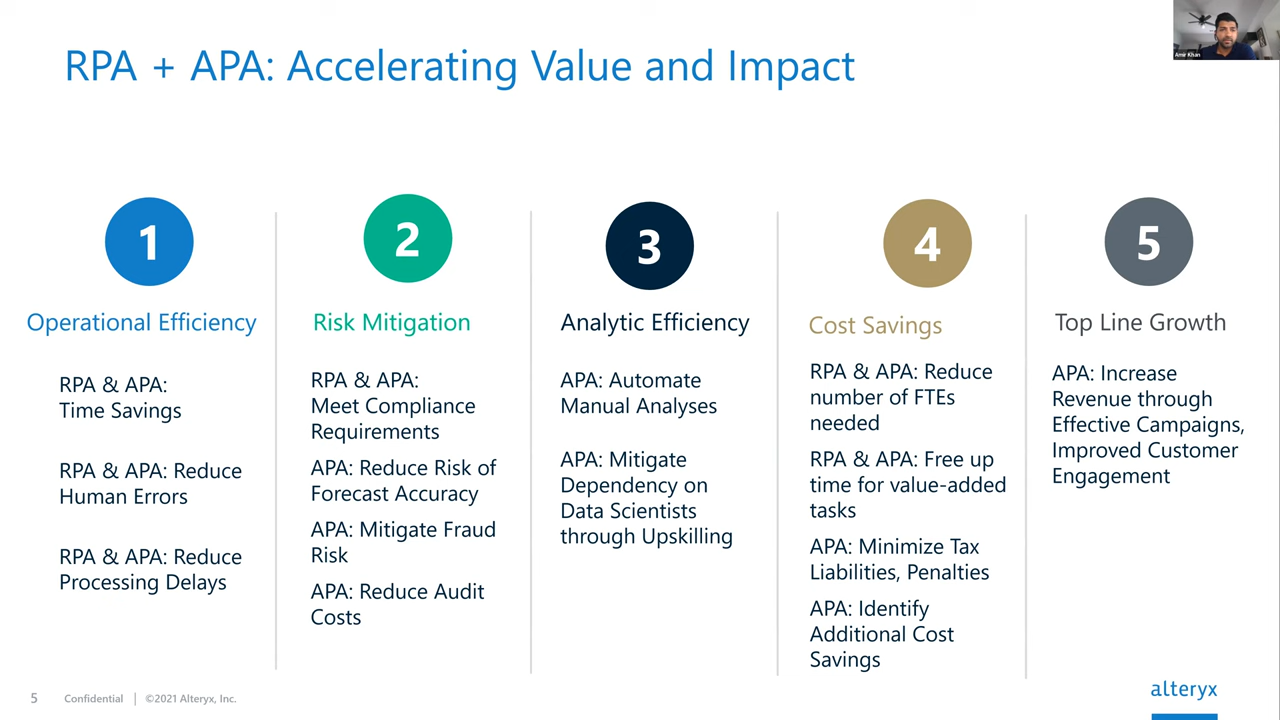 RPA + APA: Accelerating Value and Impact
Amir Khan
1
Operational Efficiency
RPA & APA:
Time Savings
RPA & APA: Reduce
Human Errors
RPA & APA: Reduce
Processing Delays
2
Risk Mitigation
RPA & APA:
Meet Compliance
Requirements
APA: Reduce Risk of
Forecast Accuracy
APA: Mitigate Fraud
Risk
APA: Reduce Audit
Costs
3
Analytic Efficiency
APA: Automate
Manual Analyses
APA: Mitigate
Dependency on
Data Scientists
through Upskilling
4
Cost Savings
RPA & APA: Reduce
number of FTEs
needed
RPA & APA: Free up
time for value-added
tasks
APA: Minimize Tax
Liabilities, Penalties
APA: Identify
Additional Cost
Savings
5
Top Line Growth
APA: Increase
Revenue through
Effective Campaigns,
Improved Customer
Engagement
5 Confidential | ©2021 Alteryx, Inc.
alteryx